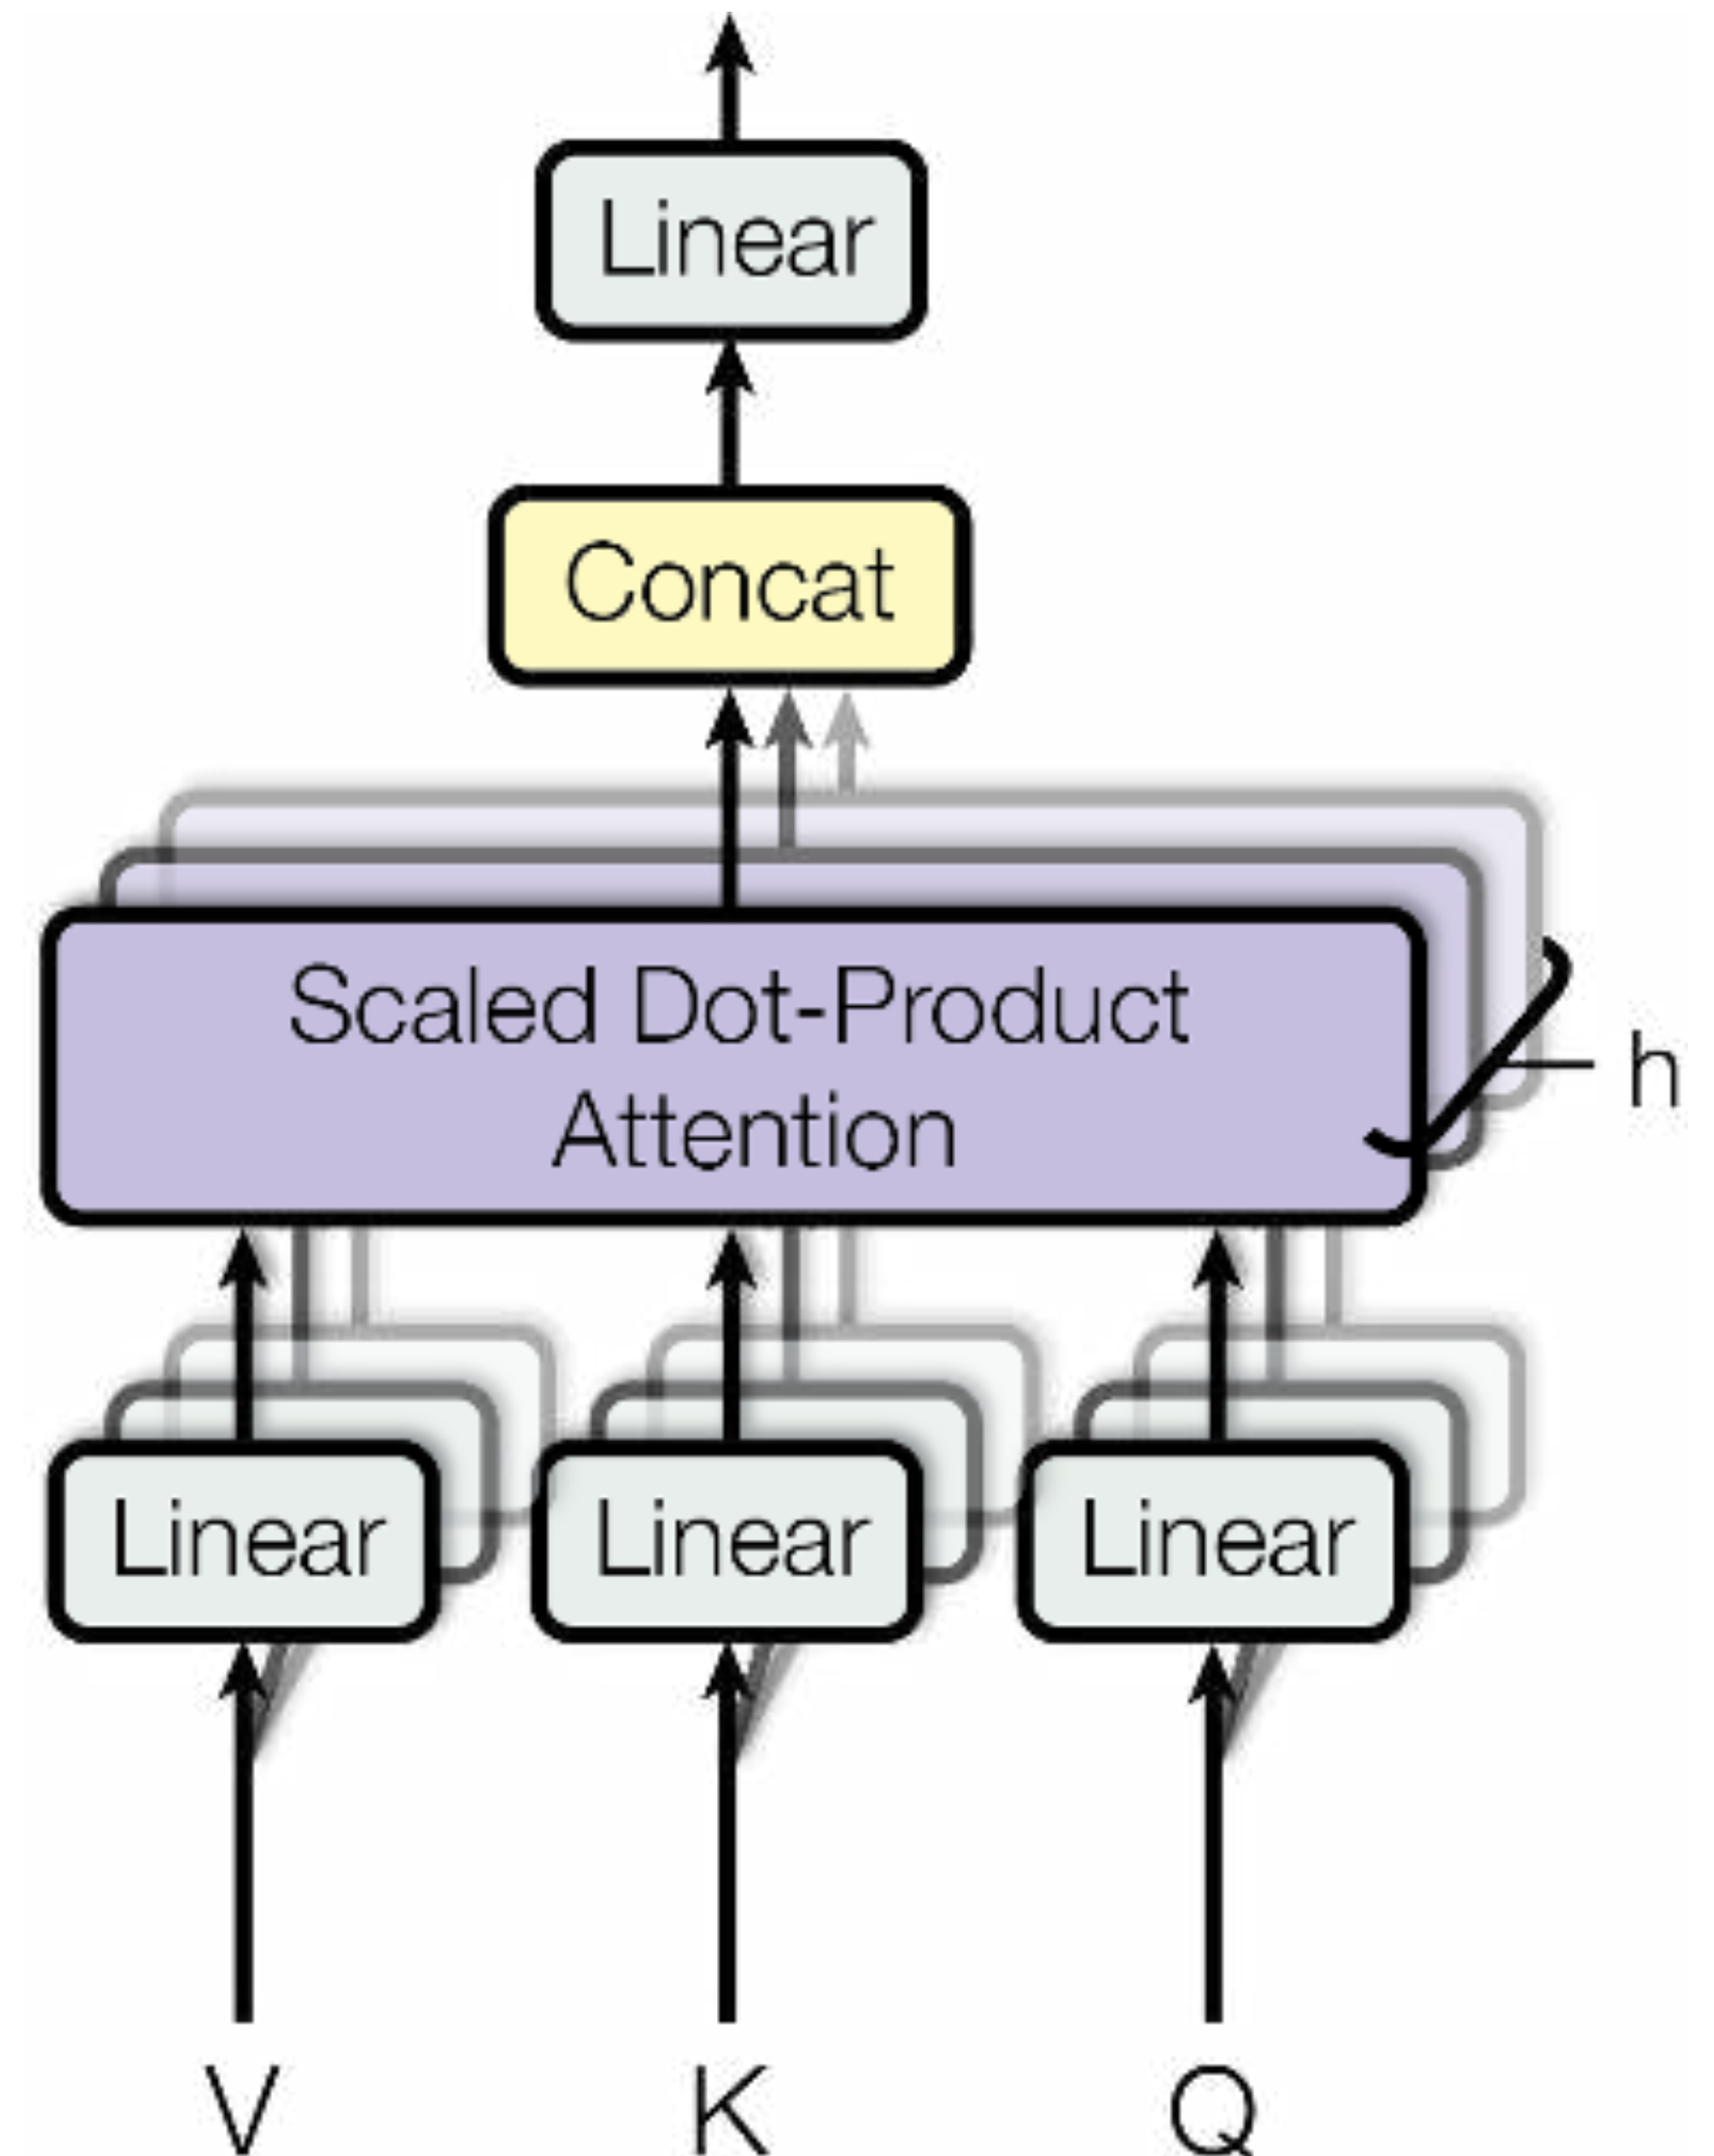 Linear
Concat
Scaled Dot-Product
Attention
h
Linear
Linear
Linear
V
K
Q